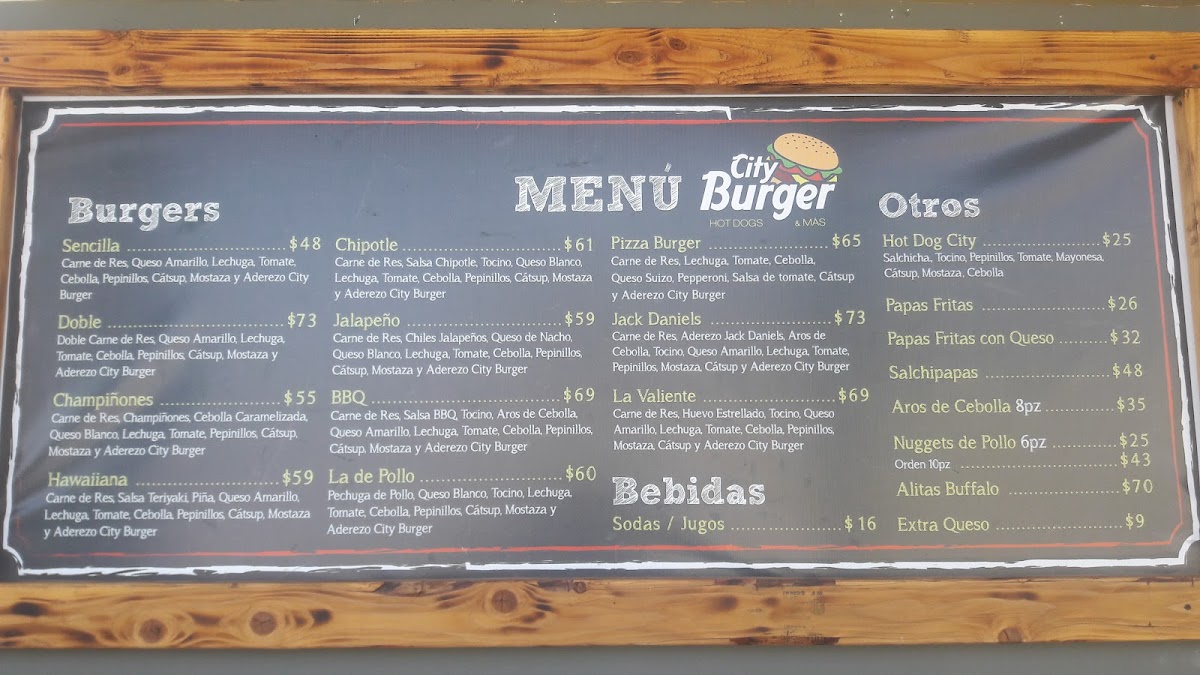 MENÚ
City
Burger
HOT DOGS & MÁS
Burgers
Sencilla ........................ $48
Carne de Res, Queso Amarillo, Lechuga, Tomate,
Cebolla, Pepinillos, Cátsup, Mostaza y Aderezo City
Burger
Doble ........................ $73
Doble Carne de Res, Queso Amarillo, Lechuga,
Tomate, Cebolla, Pepinillos, Cátsup, Mostaza y
Aderezo City Burger
Champiñones ........................ $55
Carne de Res, Champiñones, Cebolla Caramelizada,
Queso Blanco, Lechuga, Tomate, Pepinillos, Cátsup,
Mostaza y Aderezo City Burger
Hawaiiana ........................ $59
Carne de Res, Salsa Teriyaki, Piña, Queso Amarillo,
Lechuga, Tomate, Cebolla, Pepinillos, Cátsup, Mostaza
y Aderezo City Burger
Chipotle ........................ $61
Carne de Res, Salsa Chipotle, Tocino, Queso Blanco,
Lechuga, Tomate, Cebolla, Pepinillos, Cátsup, Mostaza
y Aderezo City Burger
Jalapeño ........................ $59
Carne de Res, Chiles Jalapeños, Queso de Nacho,
Queso Blanco, Lechuga, Tomate, Cebolla, Pepinillos,
Cátsup, Mostaza y Aderezo City Burger
BBQ ........................ $69
Carne de Res, Salsa BBQ, Tocino, Aros de Cebolla,
Queso Amarillo, Lechuga, Tomate, Cebolla, Pepinillos,
Cátsup, Mostaza y Aderezo City Burger
La de Pollo ........................ $60
Pechuga de Pollo, Queso Blanco, Tocino, Lechuga,
Tomate, Cebolla, Pepinillos, Cátsup, Mostaza y
Aderezo City Burger
Pizza Burger ........................ $65
Carne de Res, Lechuga, Tomate, Cebolla,
Queso Suizo, Pepperoni, Salsa de tomate, Cátsup
y Aderezo City Burger
Jack Daniels ........................ $73
Carne de Res, Aderezo Jack Daniels, Aros de
Cebolla, Tocino, Queso Amarillo, Lechuga, Tomate,
Pepinillos, Mostaza, Cátsup y Aderezo City Burger
La Valiente ........................ $69
Carne de Res, Huevo Estrellado, Tocino, Queso
Amarillo, Lechuga, Tomate, Cebolla, Pepinillos,
Mostaza, Cátsup y Aderezo City Burger
Bebidas
Sodas / Jugos ................ $16
Otros
Hot Dog City ................ $25
Salchicha, Tocino, Pepinillos, Tomate, Mayonesa,
Cátsup, Mostaza, Cebolla
Papas Fritas ................ $26
Papas Fritas con Queso ......... $32
Salchipapas ................ $48
Aros de Cebolla 8pz ............ $35
Nuggets de Pollo 6pz ............ $25
Orden 10pz ........................ $43
Alitas Buffalo ................ $70
Extra Queso ................ $9